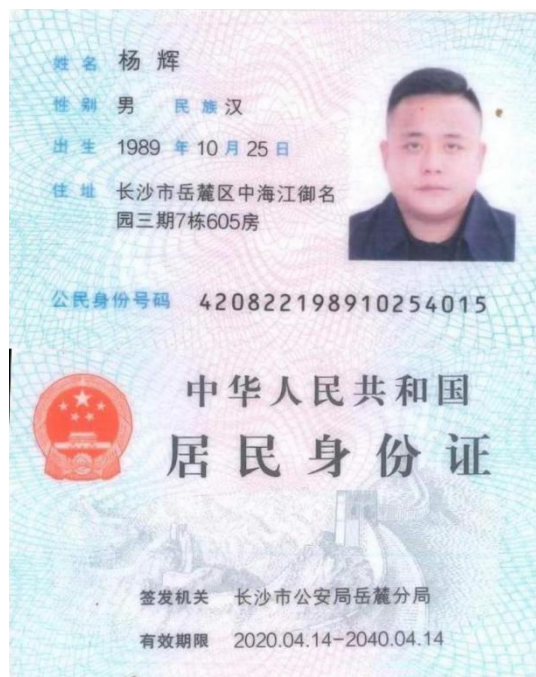 姓名 杨辉
性别 男 民族 汉
出生 1989 年 10 月 25 日
住址 长沙市岳麓区中海江御名
园三期7栋605房
公民身份号码 420822198910254015
中华人民共和国
居民身份证
签发机关 长沙市公安局岳麓分局
有效期限 2020.04.14-2040.04.14